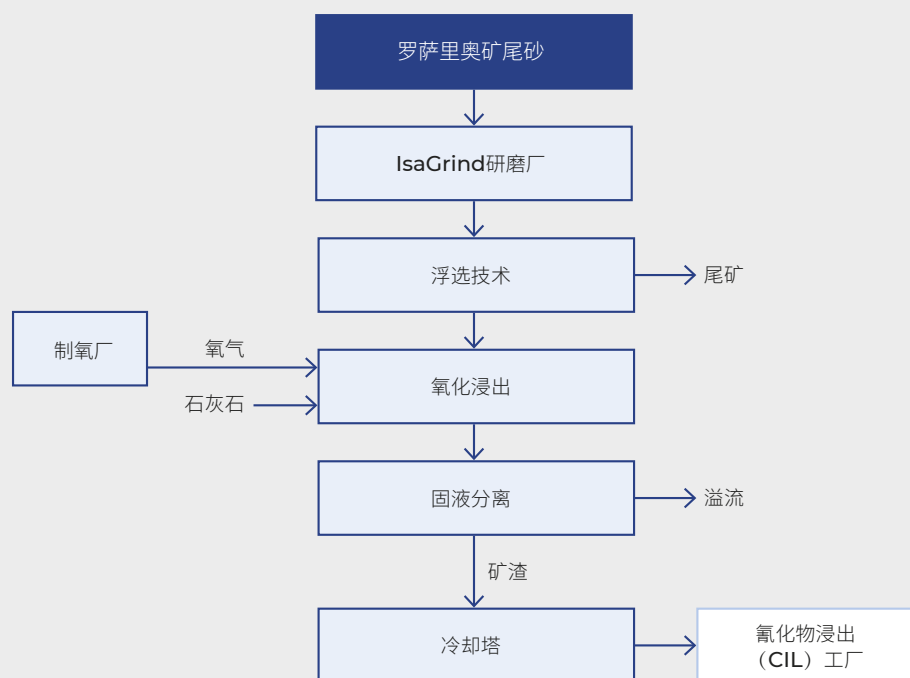 罗萨里奥矿尾砂
IsaGrind研磨厂
浮选技术
尾矿
制氧厂
氧气
石灰石
氧化浸出
固液分离
溢流
矿渣
冷却塔
氰化物浸出
（CIL）工厂